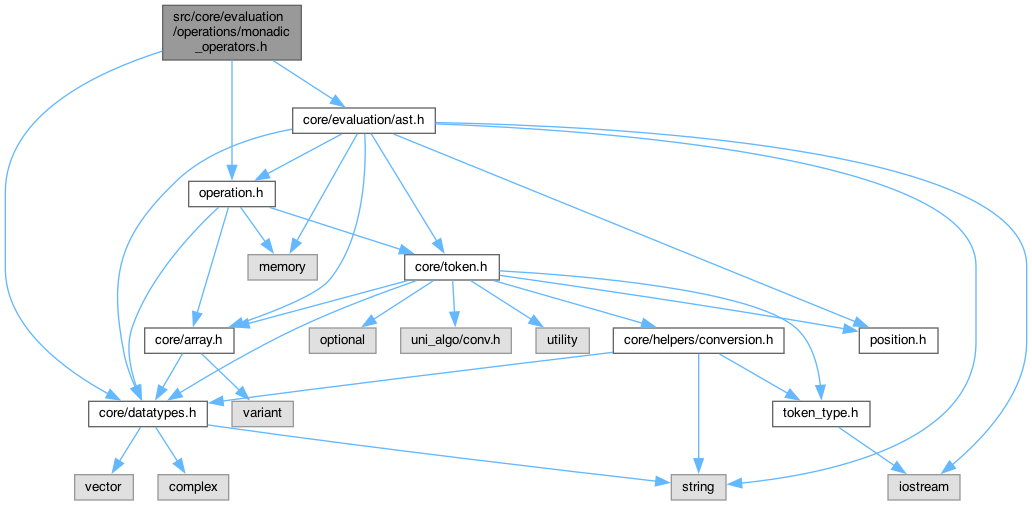 src/core/evaluation
/operations/monadic
_operators.h
core/evaluation/ast.h
operation.h
memory
core/token.h
core/array.h
optional
uni_algo/conv.h
utility
core/helpers/conversion.h
position.h
core/datatypes.h
variant
token_type.h
vector
complex
string
iostream